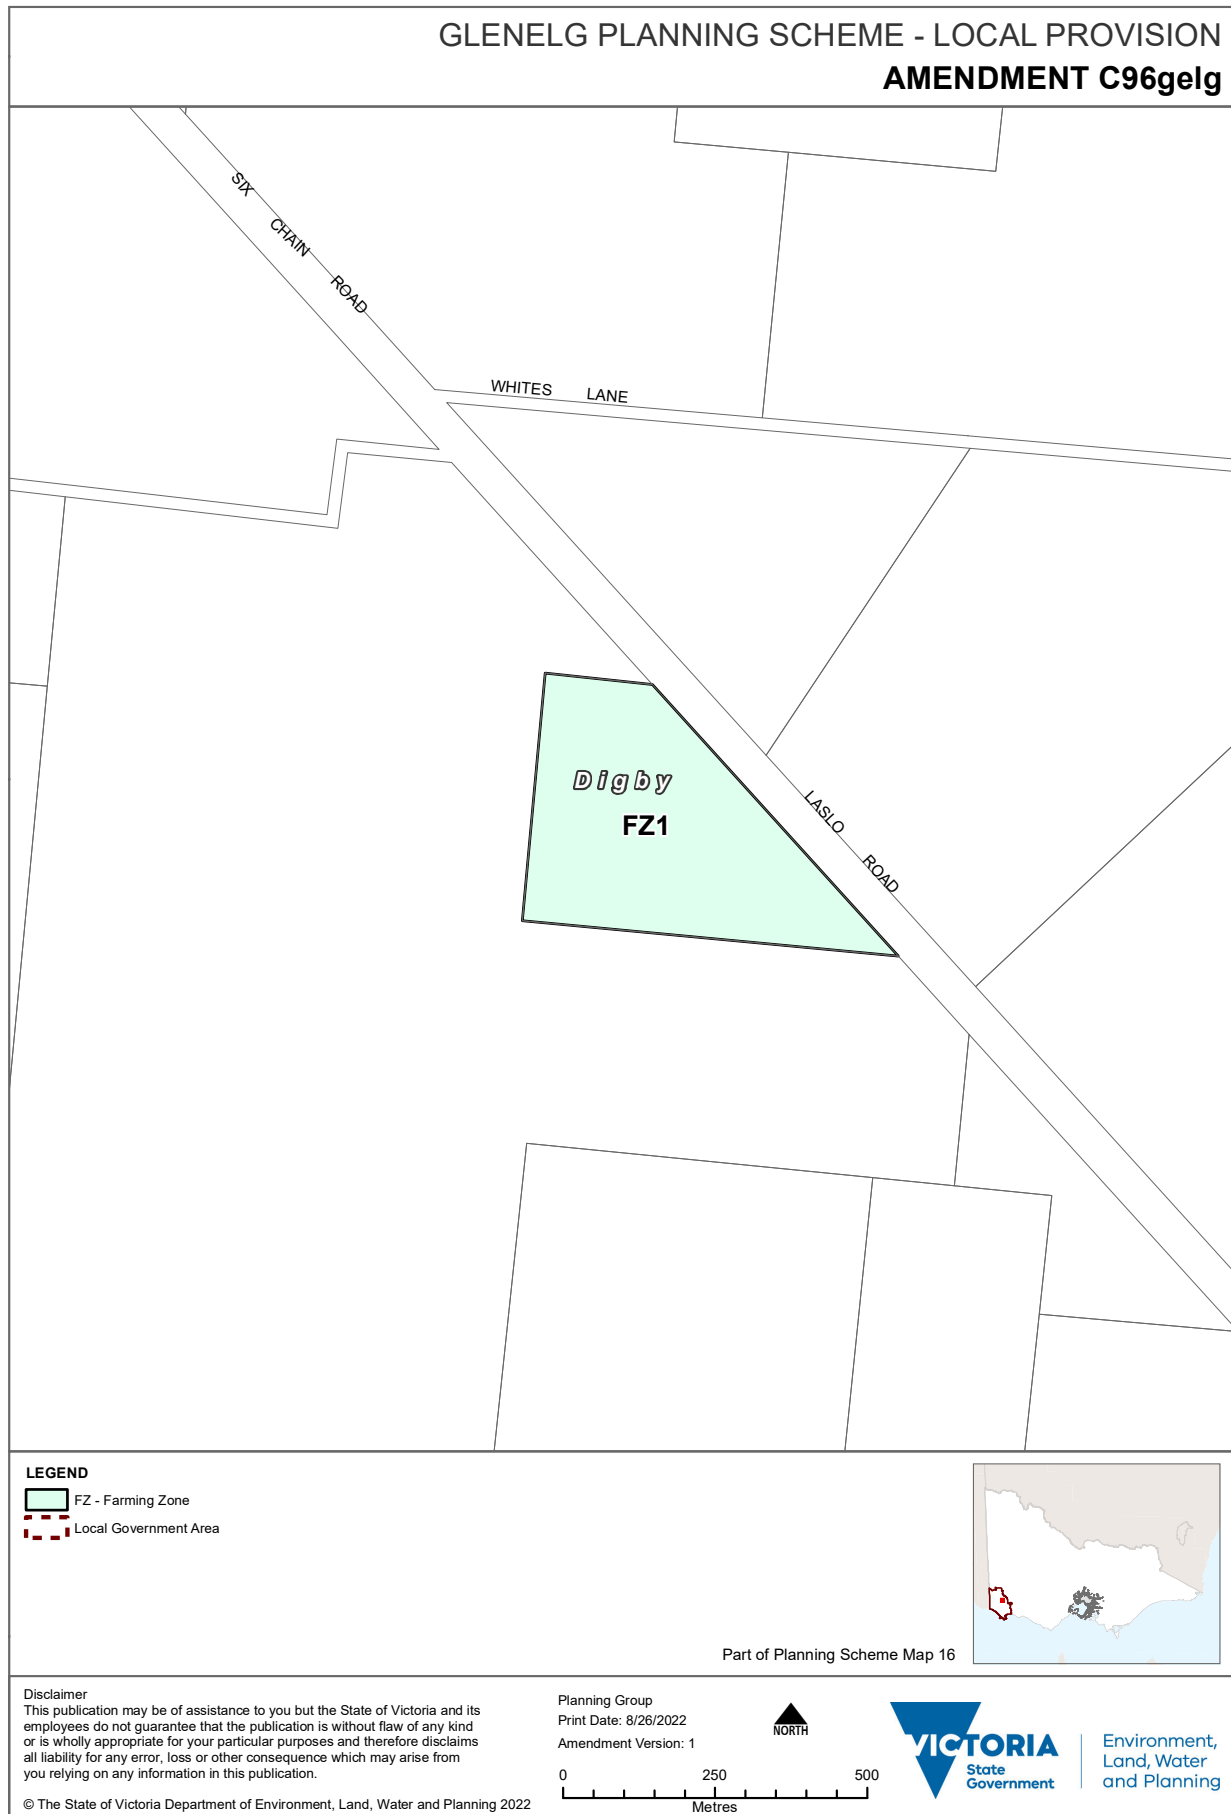 GLENELG PLANNING SCHEME - LOCAL PROVISION
AMENDMENT C96gelg
SIX CHAIN ROAD
WHITES LANE
Digby
FZ1
LASLO ROAD
LEGEND
FZ - Farming Zone
Local Government Area
Part of Planning Scheme Map 16
Disclaimer
This publication may be of assistance to you but the State of Victoria and its
employees do not guarantee that the publication is without flaw of any kind
or is wholly appropriate for your particular purposes and therefore disclaims
all liability for any error, loss or other consequence which may arise from
you relying on any information in this publication.
© The State of Victoria Department of Environment, Land, Water and Planning 2022
Planning Group
Print Date: 8/26/2022
Amendment Version: 1
NORTH
0 250 500
Metres
VICTORIA
State
Government
Environment,
Land, Water
and Planning